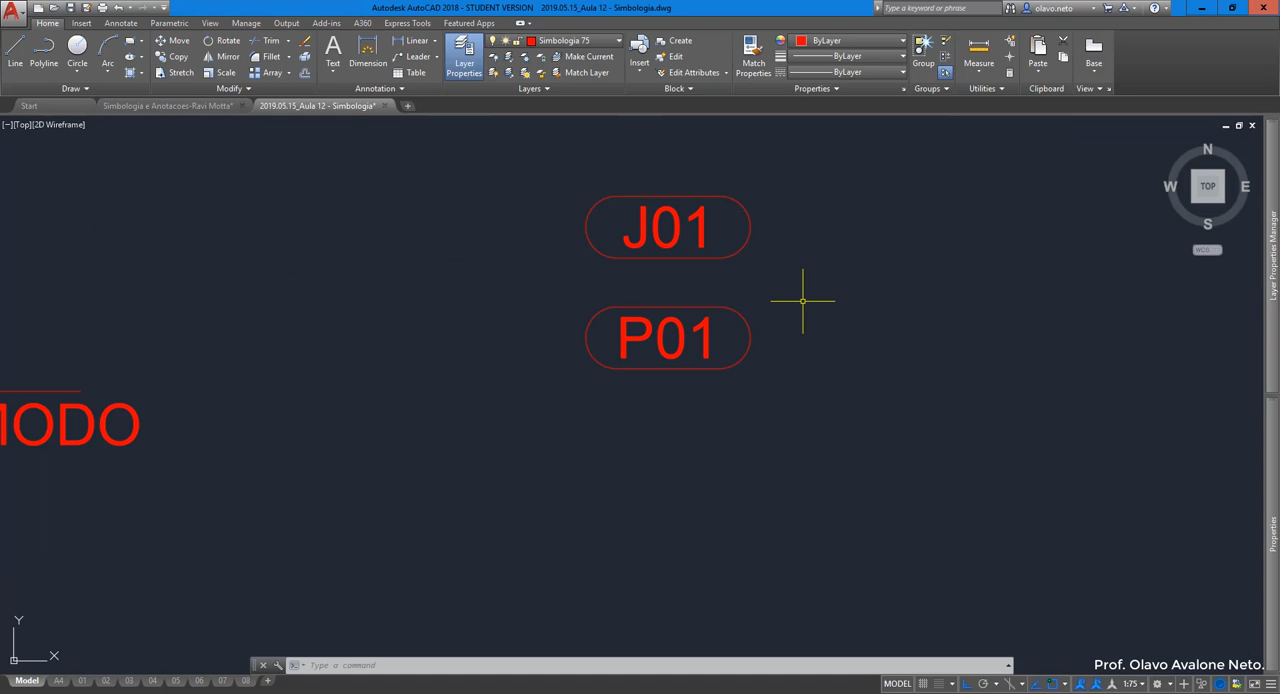 Autodesk AutoCAD 2018 - STUDENT VERSION 2019.05.15_Aula 12 - Simbologia.dwg
Type a keyword or phrase
olavo.neto
Home Insert Annotate Parametric View Manage Output Add-ins A360 Express Tools Featured Apps
Move Rotate Trim Linear Simbologia 75 Create ByLayer
Line Polyline Circle Arc Copy Mirror Fillet Text Dimension Leader Layer Properties Make Current Insert Edit Match Properties ByLayer Group Measure Paste Base
Stretch Scale Array Table Match Layer Edit Attributes ByLayer
Draw Modify Annotation Layers Block Properties Groups Utilities Clipboard View
Start Simbologia e Anotacoes-Ravi Motta* 2019.05.15_Aula 12 - Simbologia*
[−][Top][2D Wireframe]
N
W TOP E
S
WCS
J01
P01
MODO
Layer Properties Manager
Properties
Y
X
Type a command
Prof. Olavo Avalone Neto.
Model A4 01 02 03 04 05 06 07 08
MODEL 1:75